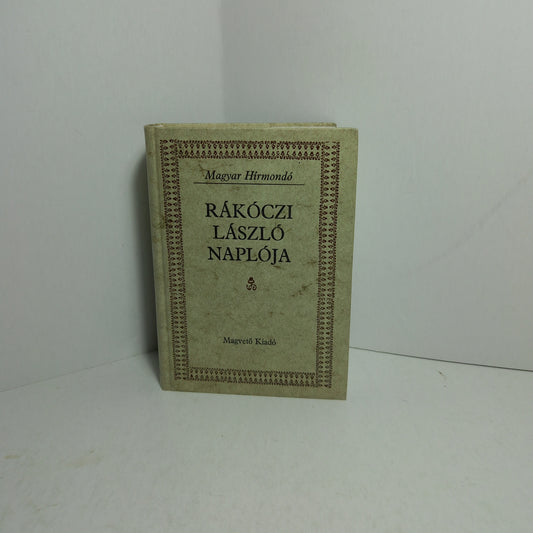 Magyar Hírmondó
RÁKÓCZI
LÁSZLÓ
NAPLÓJA
Magvető Kiadó